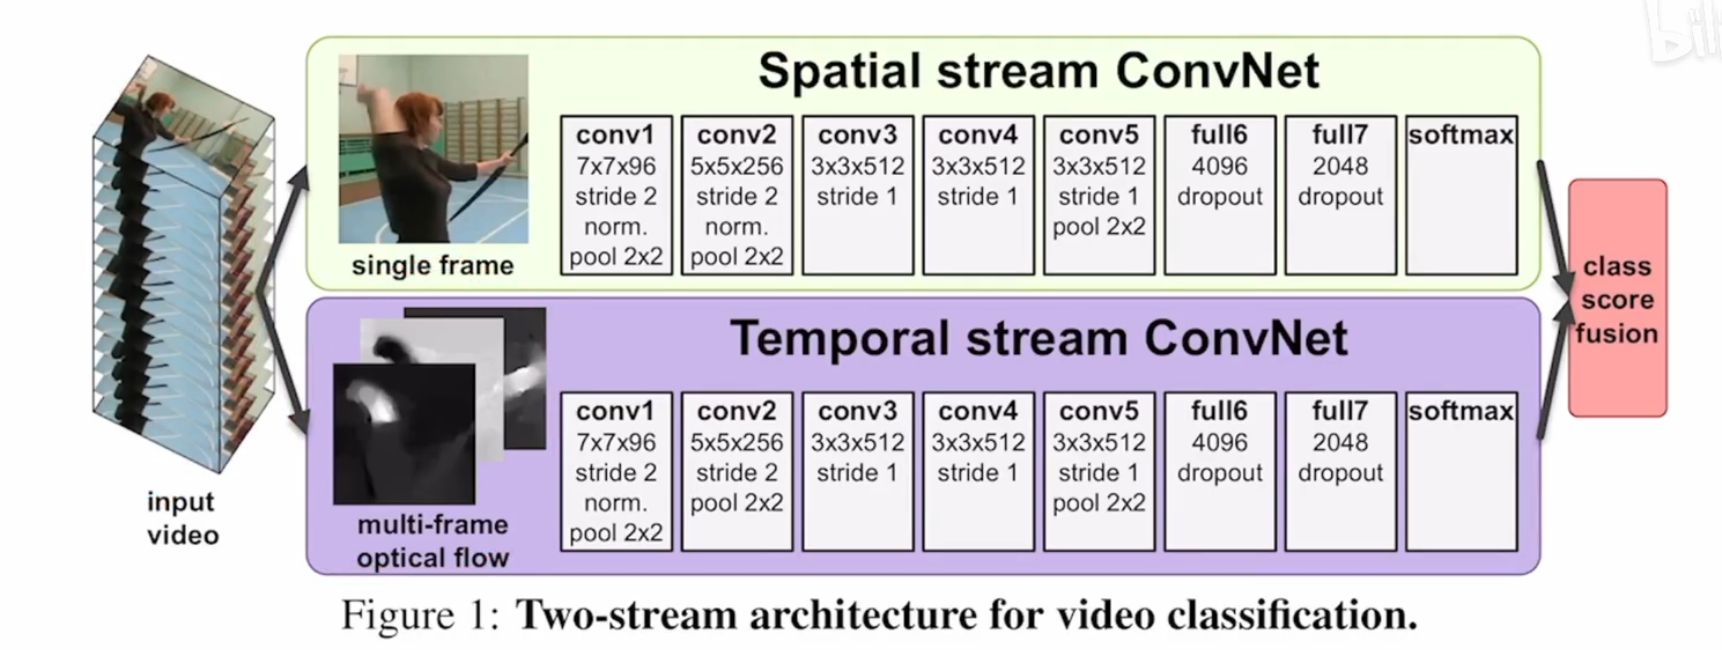 Spatial stream ConvNet
conv1
7x7x96
stride 2
norm.
pool 2x2
conv2
5x5x256
stride 2
norm.
pool 2x2
conv3
3x3x512
stride 1
conv4
3x3x512
stride 1
conv5
3x3x512
stride 1
pool 2x2
full6
4096
dropout
full7
2048
dropout
softmax
single frame
input
video
Temporal stream ConvNet
conv1
7x7x96
stride 2
norm.
pool 2x2
conv2
5x5x256
stride 2
pool 2x2
conv3
3x3x512
stride 1
conv4
3x3x512
stride 1
conv5
3x3x512
stride 1
pool 2x2
full6
4096
dropout
full7
2048
dropout
softmax
multi-frame
optical flow
class
score
fusion
Figure 1: Two-stream architecture for video classification.